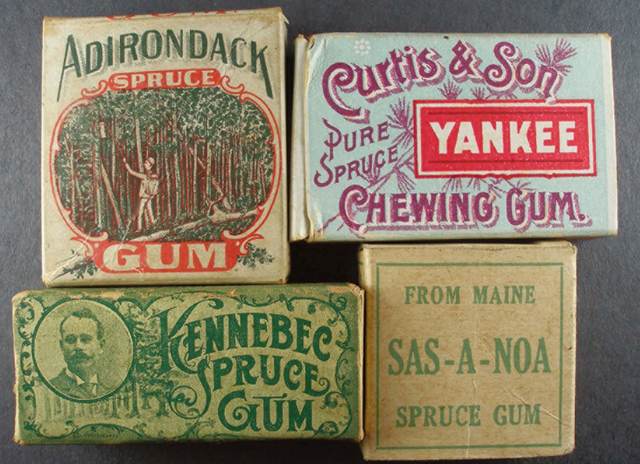 GUM
ADIRONDACK
SPRUCE
GUM
Curtis & Son
PURE
SPRUCE
YANKEE
CHEWING GUM.
KENNEBEC
SPRUCE
GUM
FROM MAINE
SAS-A-NOA
SPRUCE GUM